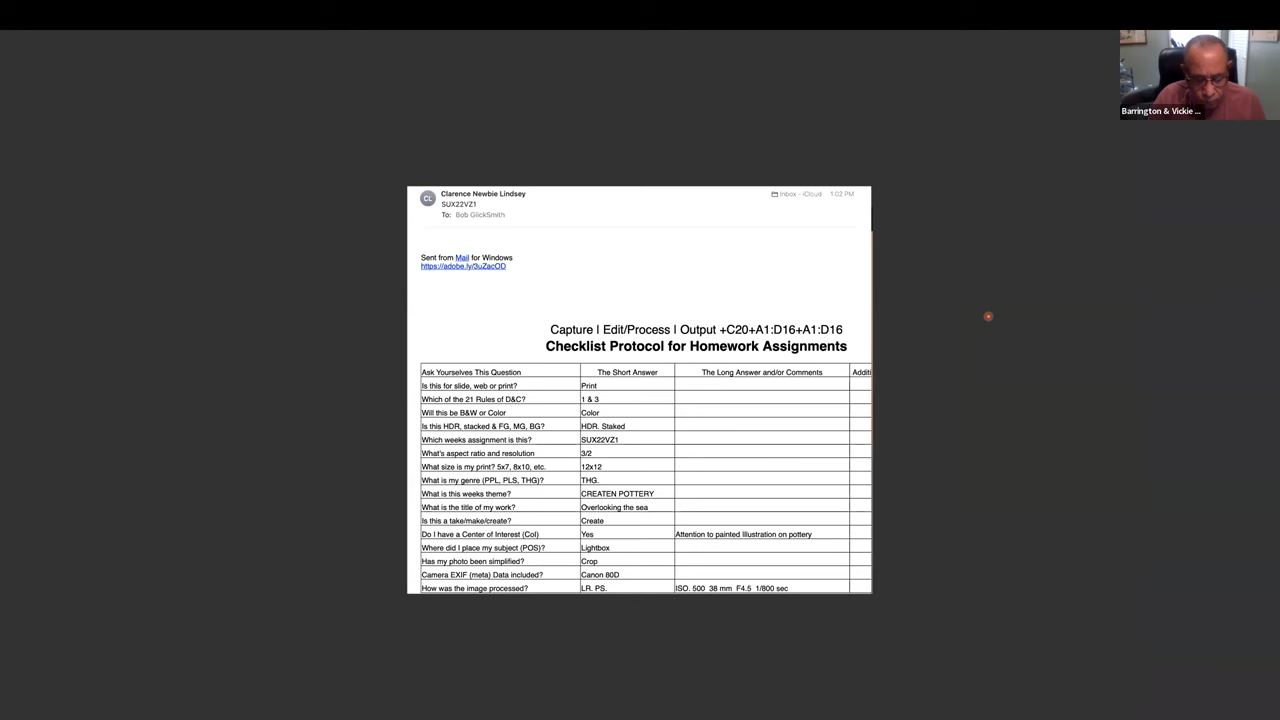 Barrington & Vickie ...
CL
Clarence Newbie Lindsey
Inbox - iCloud 1:02 PM
SUX22VZ1
To: Bob GlickSmith
Sent from Mail for Windows
https://adobe.ly/3uZacOD
Capture | Edit/Process | Output +C20+A1:D16+A1:D16
Checklist Protocol for Homework Assignments
Ask Yourselves This Question The Short Answer The Long Answer and/or Comments Additi
Is this for slide, web or print? Print
Which of the 21 Rules of D&C? 1 & 3
Will this be B&W or Color Color
Is this HDR, stacked & FG, MG, BG? HDR. Staked
Which weeks assignment is this? SUX22VZ1
What's aspect ratio and resolution 3/2
What size is my print? 5x7, 8x10, etc. 12x12
What is my genre (PPL, PLS, THG)? THG.
What is this weeks theme? CREATEN POTTERY
What is the title of my work? Overlooking the sea
Is this a take/make/create? Create
Do I have a Center of Interest (CoI) Yes Attention to painted Illustration on pottery
Where did I place my subject (POS)? Lightbox
Has my photo been simplified? Crop
Camera EXIF (meta) Data included? Canon 80D
How was the image processed? LR. PS. ISO. 500 38 mm F4.5 1/800 sec